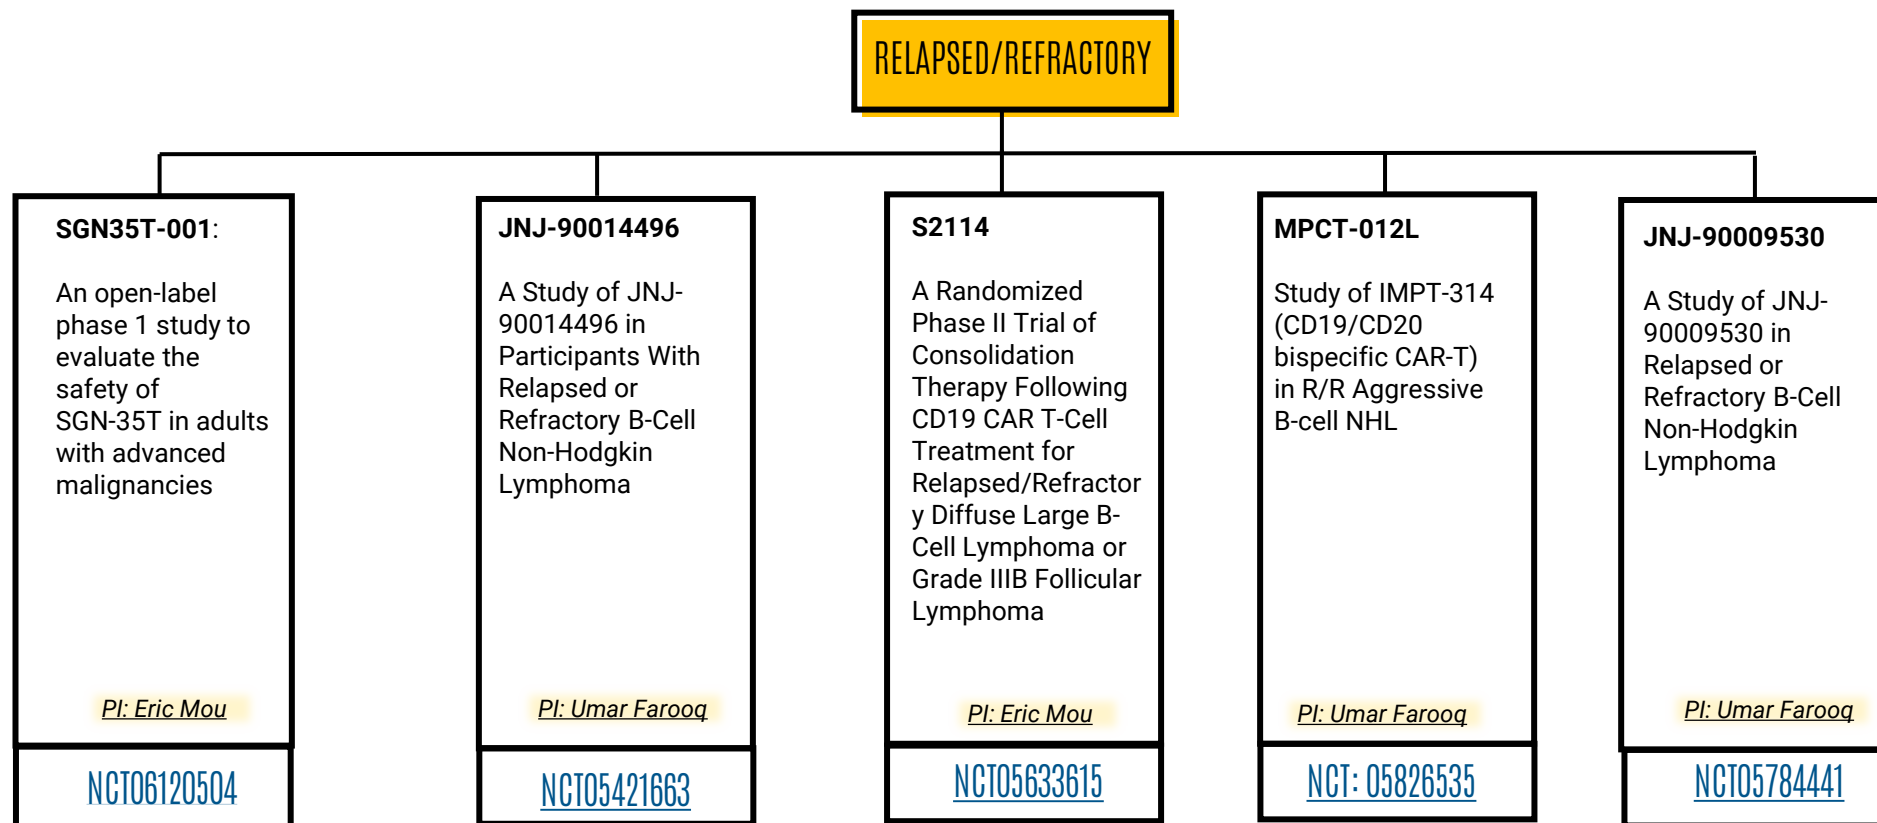 RELAPSED/REFRACTORY
SGN35T-001:
An open-label
phase 1 study to
evaluate the
safety of
SGN-35T in adults
with advanced
malignancies
PI: Eric Mou
NCT06120504
JNJ-90014496
A Study of JNJ-
90014496 in
Participants With
Relapsed or
Refractory B-Cell
Non-Hodgkin
Lymphoma
PI: Umar Farooq
NCT05421663
S2114
A Randomized
Phase II Trial of
Consolidation
Therapy Following
CD19 CAR T-Cell
Treatment for
Relapsed/Refractor
y Diffuse Large B-
Cell Lymphoma or
Grade IIIB Follicular
Lymphoma
PI: Eric Mou
NCT05633615
MPCT-012L
Study of IMPT-314
(CD19/CD20
bispecific CAR-T)
in R/R Aggressive
B-cell NHL
PI: Umar Farooq
NCT: 05826535
JNJ-90009530
A Study of JNJ-
90009530 in
Relapsed or
Refractory B-Cell
Non-Hodgkin
Lymphoma
PI: Umar Farooq
NCT05784441